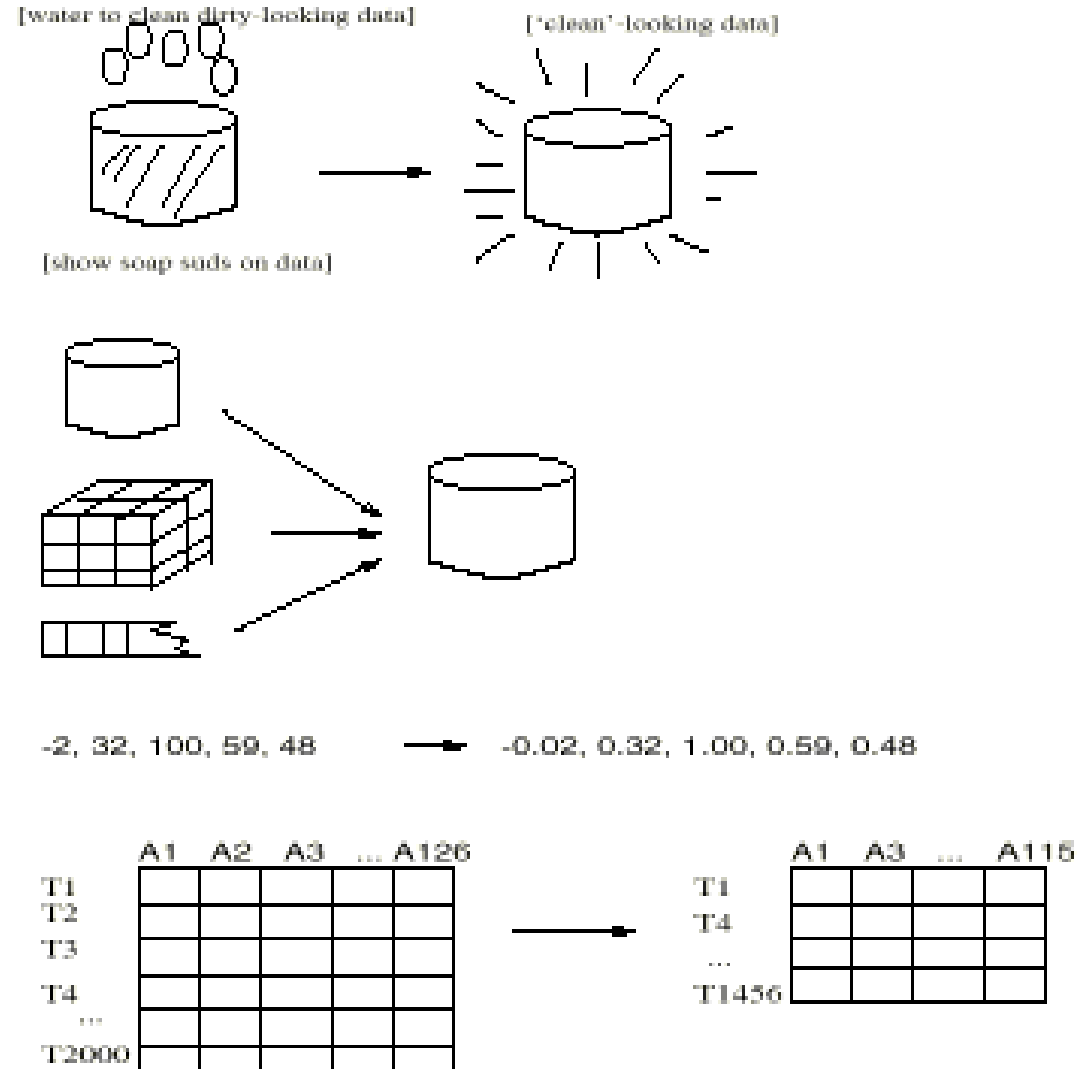 [water to clean dirty-looking data]
['clean'-looking data]
[show soap suds on data]
-2, 32, 100, 59, 48
-0.02, 0.32, 1.00, 0.59, 0.48
A1 A2 A3 ... A126
T1
T2
T3
T4
...
T2000
A1 A3 ... A115
T1
T4
...
T1456